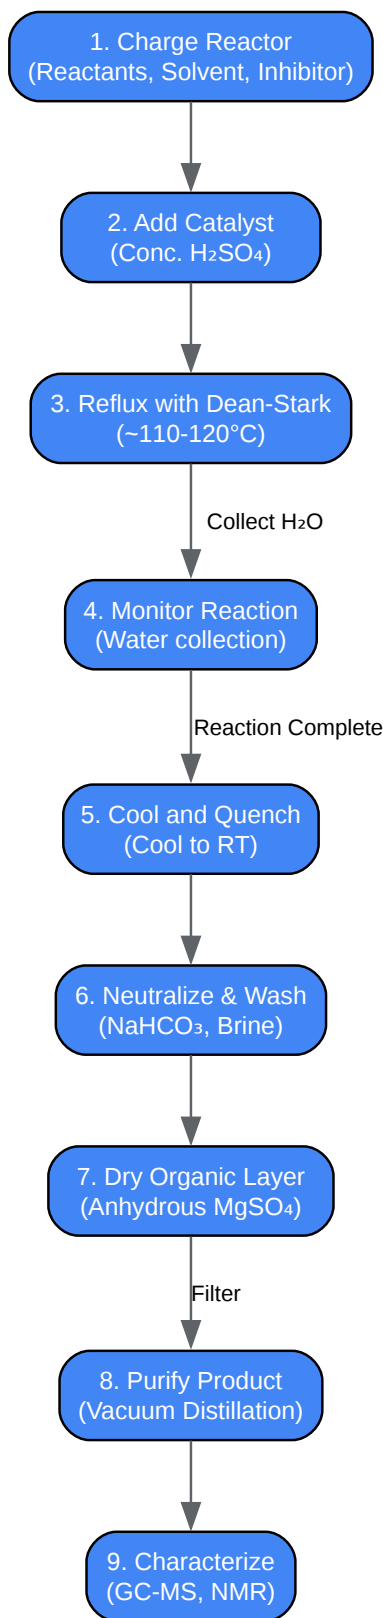 1. Charge Reactor
(Reactants, Solvent, Inhibitor)
2. Add Catalyst
(Conc. H₂SO₄)
3. Reflux with Dean-Stark
(~110-120°C)
Collect H₂O
4. Monitor Reaction
(Water collection)
Reaction Complete
5. Cool and Quench
(Cool to RT)
6. Neutralize & Wash
(NaHCO₃, Brine)
7. Dry Organic Layer
(Anhydrous MgSO₄)
Filter
8. Purify Product
(Vacuum Distillation)
9. Characterize
(GC-MS, NMR)